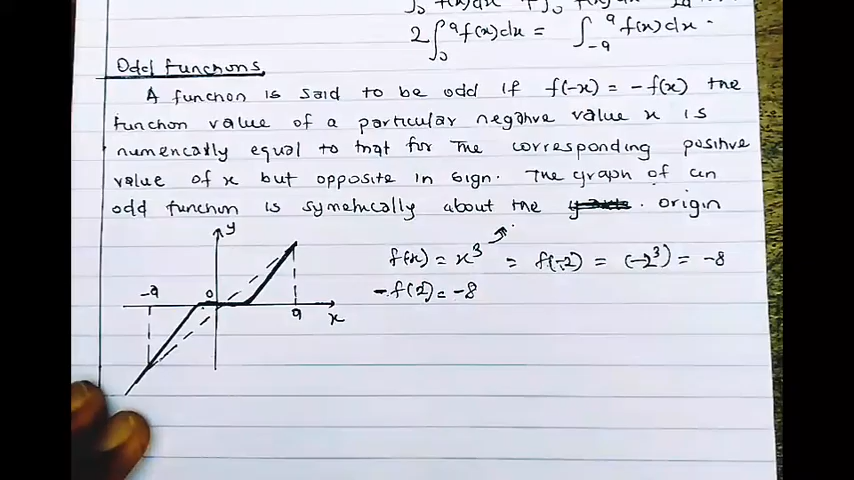 2∫₀ᵃ f(x)dx = ∫₋ₐᵃ f(x)dx.
Odd Functions
A function is said to be odd if f(-x) = -f(x) the
function value of a particular negative value x is
numerically equal to that for the corresponding positive
value of x but opposite in sign. The graph of an
odd function is symetrically about the origin
y
f(x) = x³ = f(-2) = (-2³) = -8
-a o
-f(2) = -8
a x